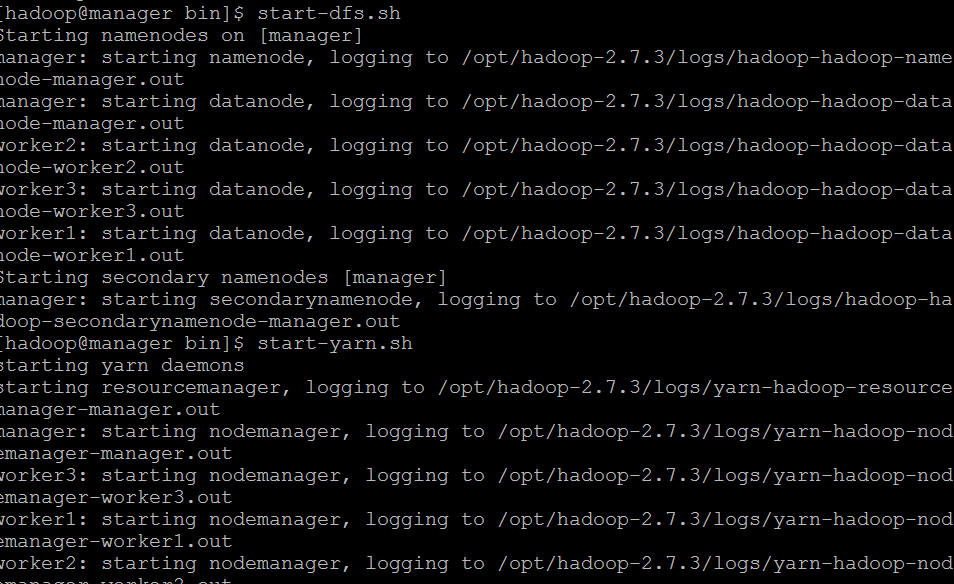 [hadoop@manager bin]$ start-dfs.sh
Starting namenodes on [manager]
manager: starting namenode, logging to /opt/hadoop-2.7.3/logs/hadoop-hadoop-name
node-manager.out
manager: starting datanode, logging to /opt/hadoop-2.7.3/logs/hadoop-hadoop-data
node-manager.out
worker2: starting datanode, logging to /opt/hadoop-2.7.3/logs/hadoop-hadoop-data
node-worker2.out
worker3: starting datanode, logging to /opt/hadoop-2.7.3/logs/hadoop-hadoop-data
node-worker3.out
worker1: starting datanode, logging to /opt/hadoop-2.7.3/logs/hadoop-hadoop-data
node-worker1.out
Starting secondary namenodes [manager]
manager: starting secondarynamenode, logging to /opt/hadoop-2.7.3/logs/hadoop-ha
doop-secondarynamenode-manager.out
[hadoop@manager bin]$ start-yarn.sh
starting yarn daemons
starting resourcemanager, logging to /opt/hadoop-2.7.3/logs/yarn-hadoop-resource
manager-manager.out
manager: starting nodemanager, logging to /opt/hadoop-2.7.3/logs/yarn-hadoop-nod
emanager-manager.out
worker3: starting nodemanager, logging to /opt/hadoop-2.7.3/logs/yarn-hadoop-nod
emanager-worker3.out
worker1: starting nodemanager, logging to /opt/hadoop-2.7.3/logs/yarn-hadoop-nod
emanager-worker1.out
worker2: starting nodemanager, logging to /opt/hadoop-2.7.3/logs/yarn-hadoop-nod
emanager-worker2.out